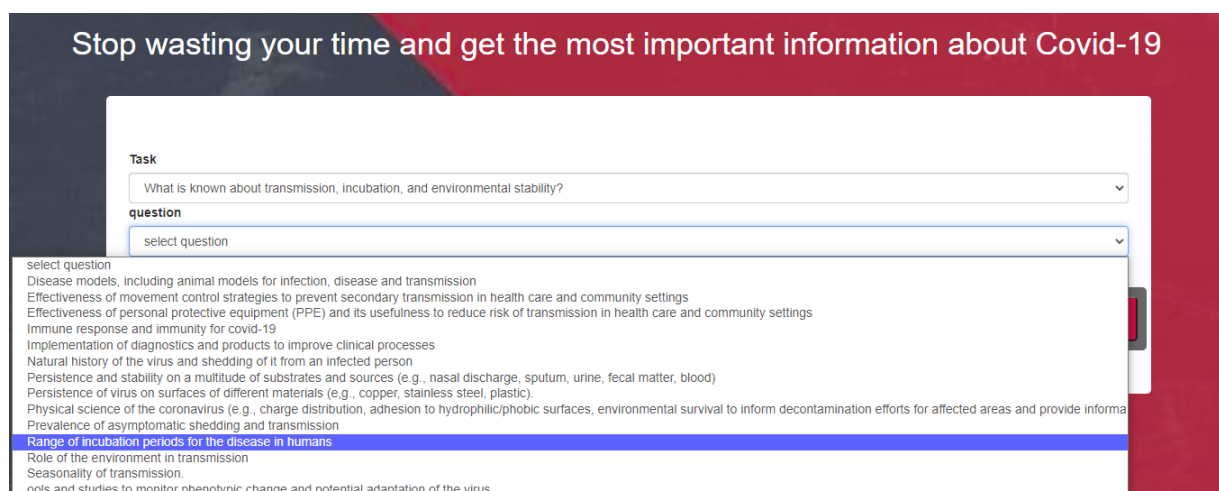 Stop wasting your time and get the most important information about Covid-19
Task
What is known about transmission, incubation, and environmental stability?
question
select question
select question
Disease models, including animal models for infection, disease and transmission
Effectiveness of movement control strategies to prevent secondary transmission in health care and community settings
Effectiveness of personal protective equipment (PPE) and its usefulness to reduce risk of transmission in health care and community settings
Immune response and immunity for covid-19
Implementation of diagnostics and products to improve clinical processes
Natural history of the virus and shedding of it from an infected person
Persistence and stability on a multitude of substrates and sources (e.g., nasal discharge, sputum, urine, fecal matter, blood)
Persistence of virus on surfaces of different materials (e,g., copper, stainless steel, plastic).
Physical science of the coronavirus (e.g., charge distribution, adhesion to hydrophilic/phobic surfaces, environmental survival to inform decontamination efforts for affected areas and provide informa
Prevalence of asymptomatic shedding and transmission
Range of incubation periods for the disease in humans
Role of the environment in transmission
Seasonality of transmission.
ools and studies to monitor phenotypic change and potential adaptation of the virus